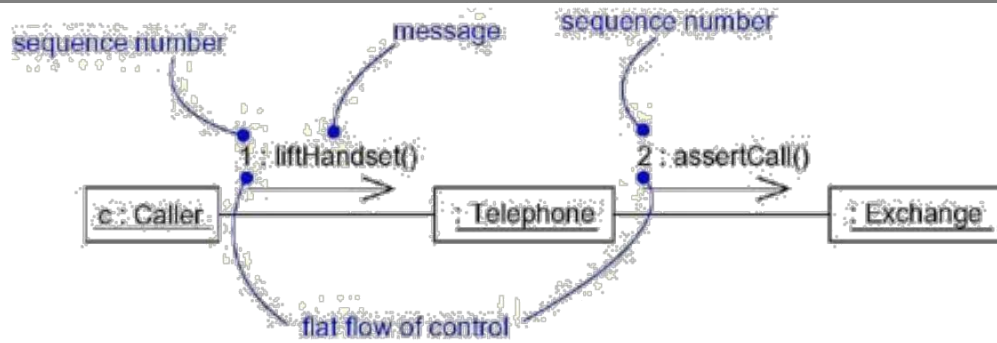 sequence number
message
sequence number
1 : liftHandset()
2 : assertCall()
c : Caller
: Telephone
: Exchange
flat flow of control